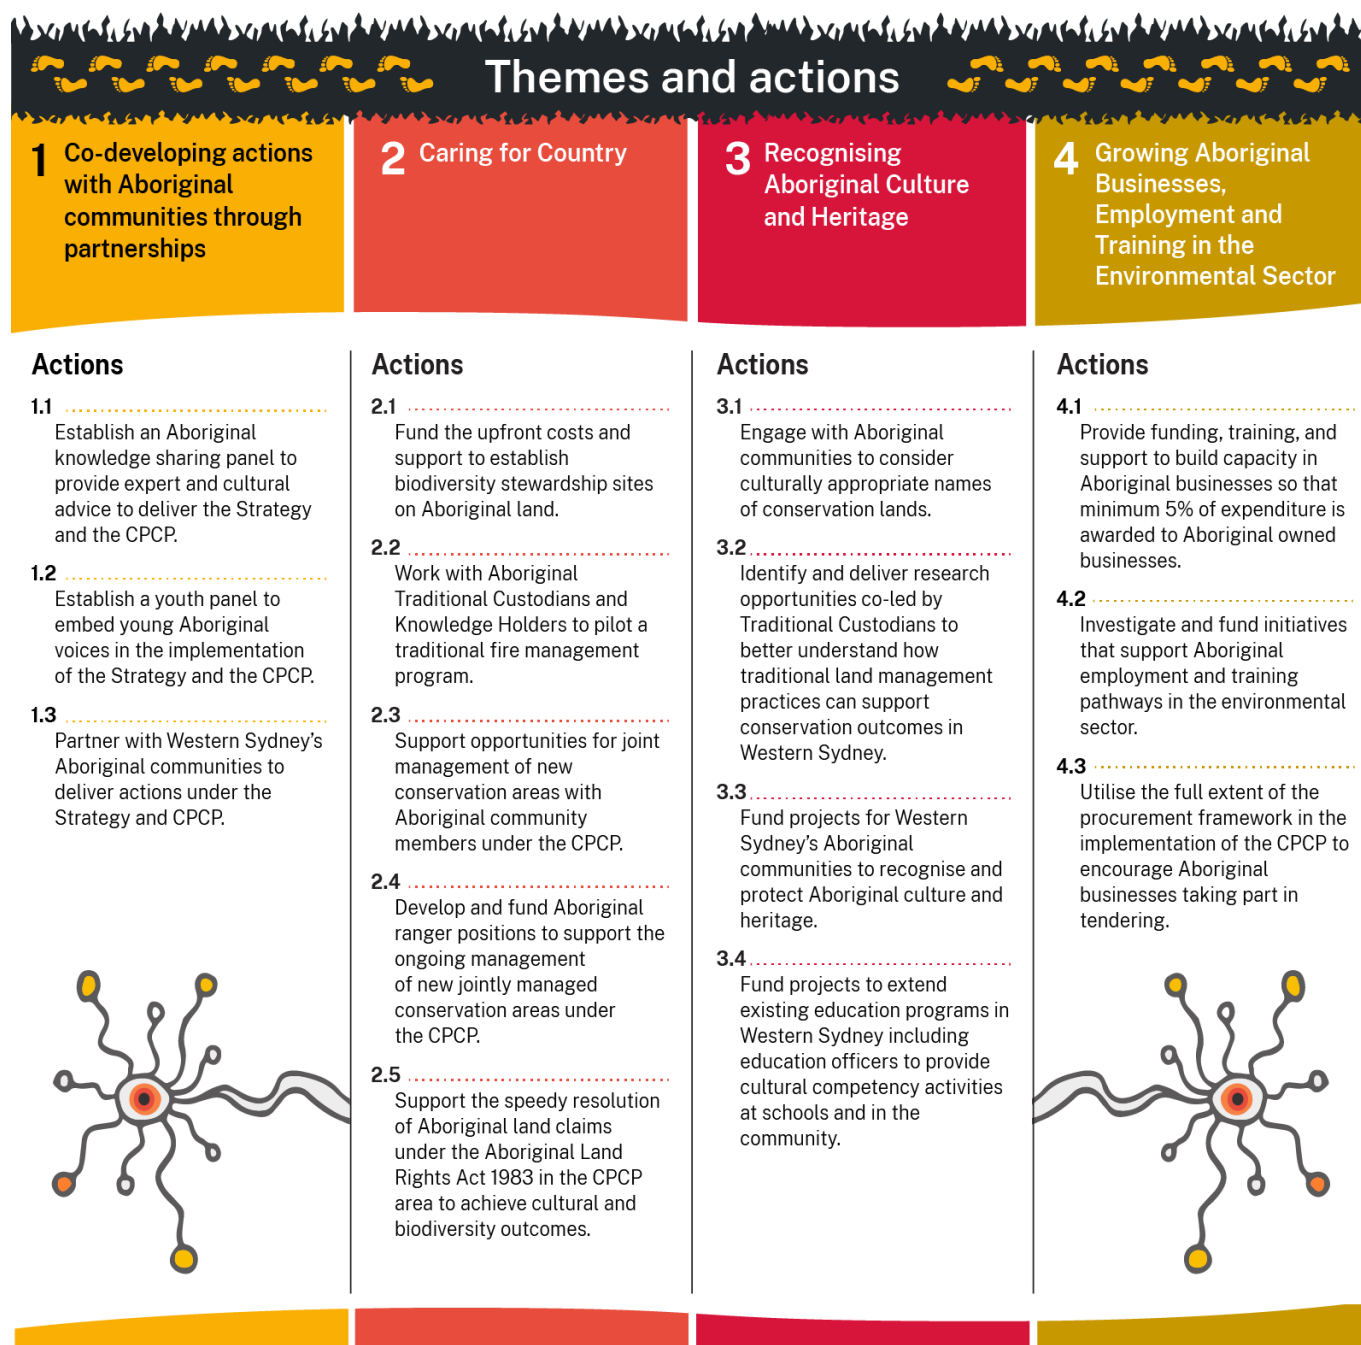 Themes and actions
1 Co-developing actions
with Aboriginal
communities through
partnerships
Actions
1.1
Establish an Aboriginal
knowledge sharing panel to
provide expert and cultural
advice to deliver the Strategy
and the CPCP.
1.2
Establish a youth panel to
embed young Aboriginal
voices in the implementation
of the Strategy and the CPCP.
1.3
Partner with Western Sydney’s
Aboriginal communities to
deliver actions under the
Strategy and CPCP.
2 Caring for Country
Actions
2.1
Fund the upfront costs and
support to establish
biodiversity stewardship sites
on Aboriginal land.
2.2
Work with Aboriginal
Traditional Custodians and
Knowledge Holders to pilot a
traditional fire management
program.
2.3
Support opportunities for joint
management of new
conservation areas with
Aboriginal community
members under the CPCP.
2.4
Develop and fund Aboriginal
ranger positions to support the
ongoing management
of new jointly managed
conservation areas under
the CPCP.
2.5
Support the speedy resolution
of Aboriginal land claims
under the Aboriginal Land
Rights Act 1983 in the CPCP
area to achieve cultural and
biodiversity outcomes.
3 Recognising
Aboriginal Culture
and Heritage
Actions
3.1
Engage with Aboriginal
communities to consider
culturally appropriate names
of conservation lands.
3.2
Identify and deliver research
opportunities co-led by
Traditional Custodians to
better understand how
traditional land management
practices can support
conservation outcomes in
Western Sydney.
3.3
Fund projects for Western
Sydney’s Aboriginal
communities to recognise and
protect Aboriginal culture and
heritage.
3.4
Fund projects to extend
existing education programs in
Western Sydney including
education officers to provide
cultural competency activities
at schools and in the
community.
4 Growing Aboriginal
Businesses,
Employment and
Training in the
Environmental Sector
Actions
4.1
Provide funding, training, and
support to build capacity in
Aboriginal businesses so that
minimum 5% of expenditure is
awarded to Aboriginal owned
businesses.
4.2
Investigate and fund initiatives
that support Aboriginal
employment and training
pathways in the environmental
sector.
4.3
Utilise the full extent of the
procurement framework in the
implementation of the CPCP to
encourage Aboriginal
businesses taking part in
tendering.